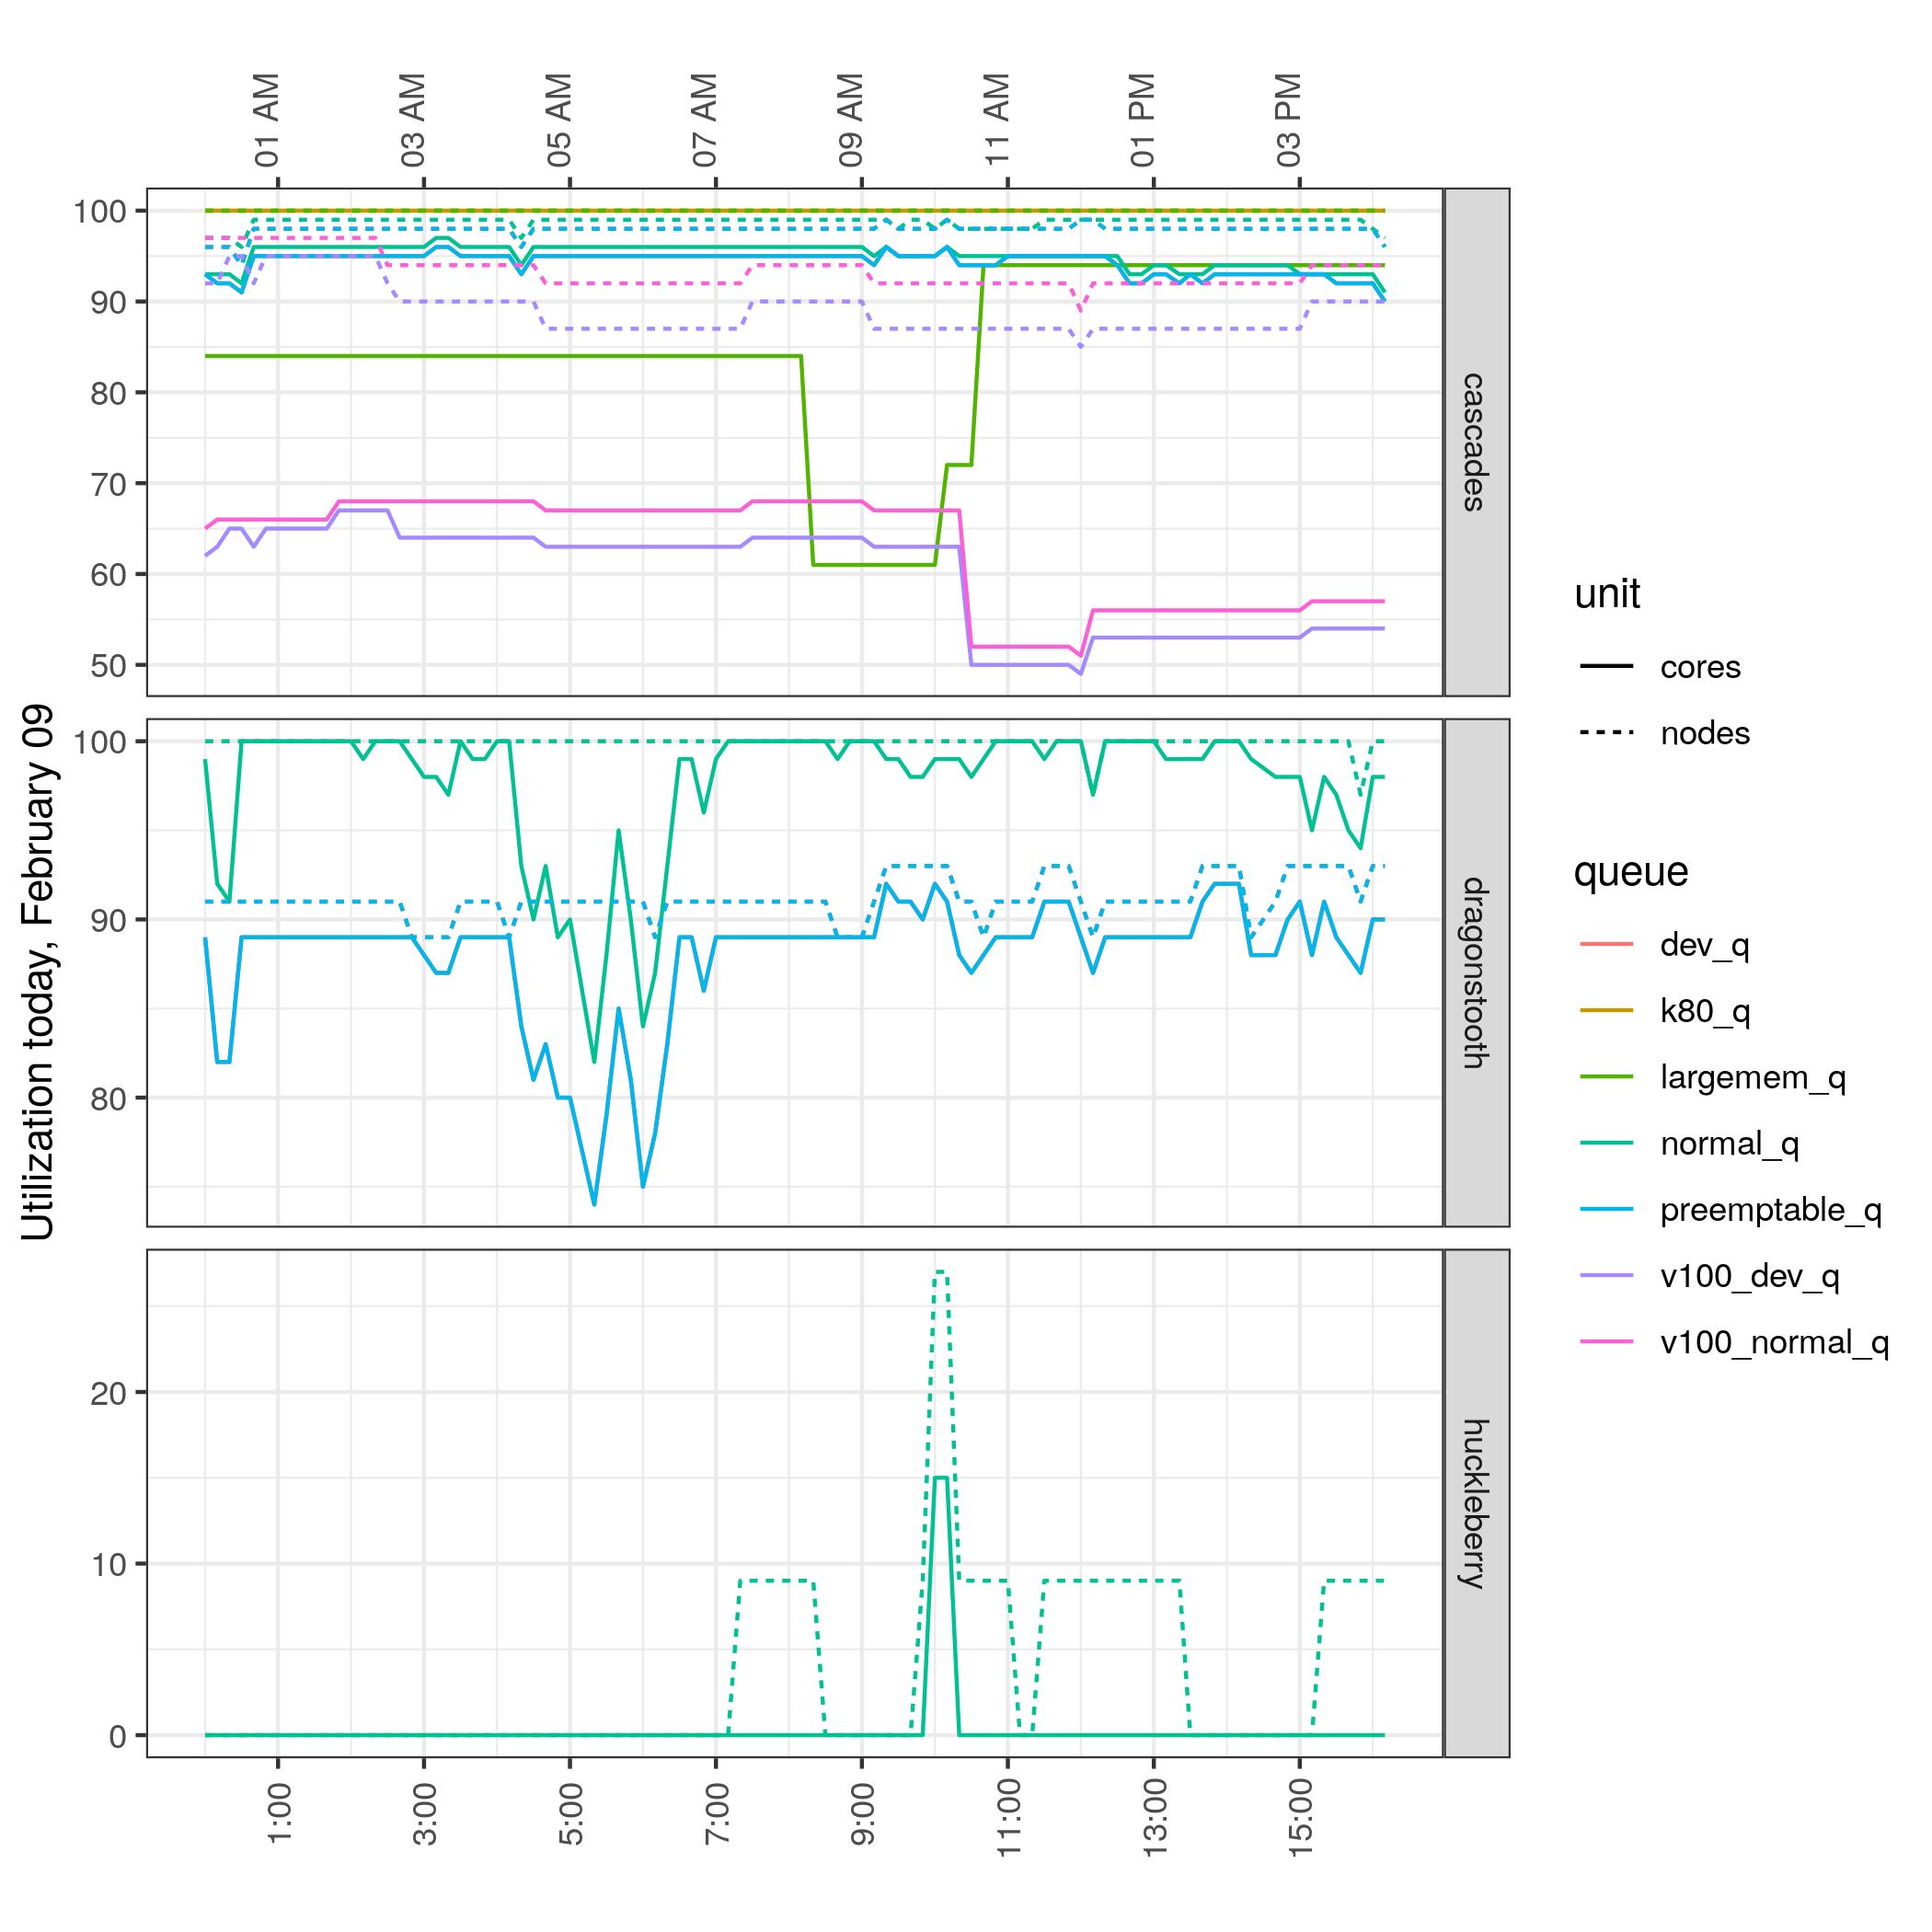 01 AM
03 AM
05 AM
07 AM
09 AM
11 AM
01 PM
03 PM
Utilization today, February 09
100
90
80
70
60
50
cascades
100
90
80
dragonstooth
20
10
0
huckleberry
1:00
3:00
5:00
7:00
9:00
11:00
13:00
15:00
unit
cores
nodes
queue
dev_q
k80_q
largemem_q
normal_q
preemptable_q
v100_dev_q
v100_normal_q